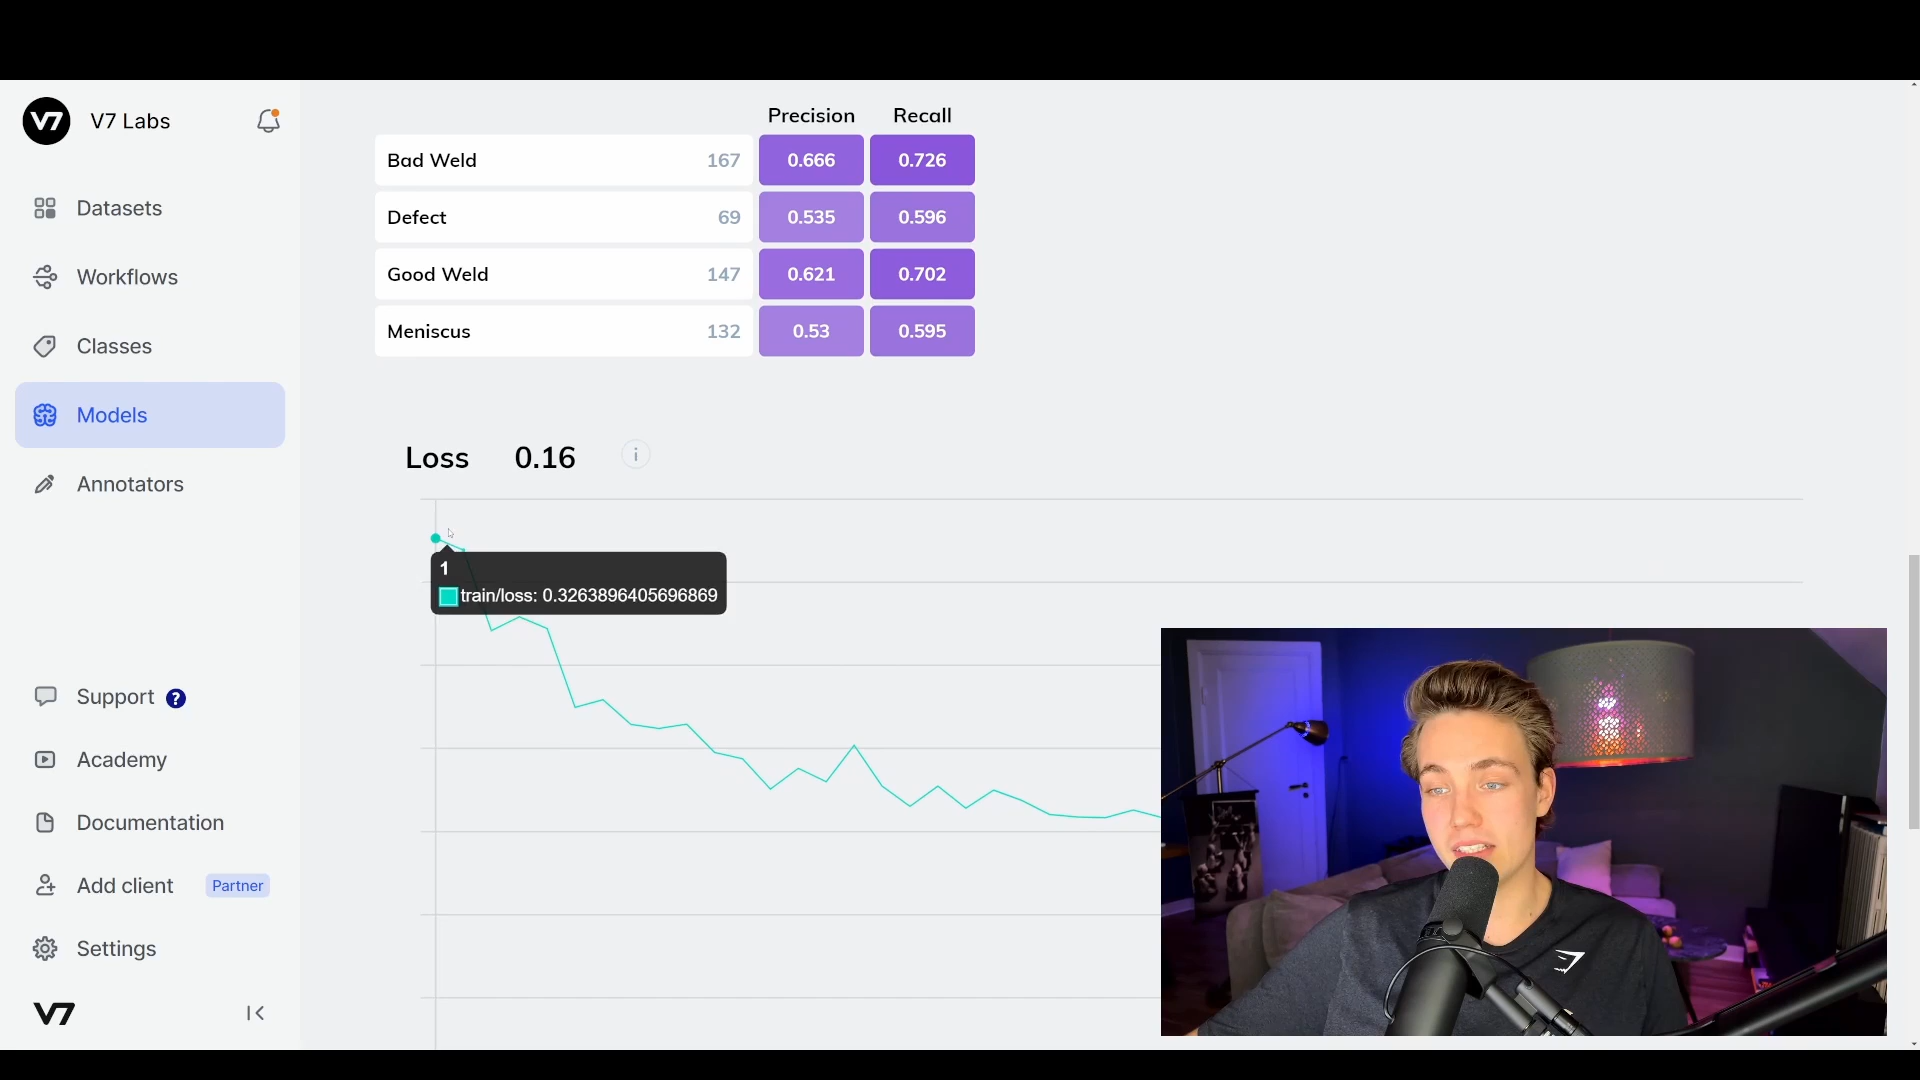 V7 V7 Labs
Datasets
Workflows
Classes
Models
Annotators
Support ?
Academy
Documentation
Add client Partner
Settings
V7
Precision Recall
Bad Weld 167 0.666 0.726
Defect 69 0.535 0.596
Good Weld 147 0.621 0.702
Meniscus 132 0.53 0.595
Loss 0.16 i
1
train/loss: 0.3263896405696869